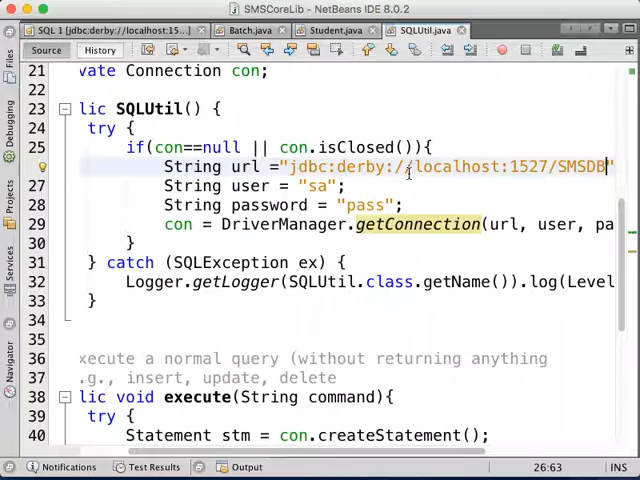 SMSCoreLib - NetBeans IDE 8.0.2
SQL 1 [jdbc:derby://localhost:15...
Batch.java
Student.java
SQLUtil.java
Source
History
Files
Debugging
Projects
Services
Navigator
21 vate Connection con;
22
23 lic SQLUtil() {
24 try {
25 if(con==null || con.isClosed()){
String url ="jdbc:derby://localhost:1527/SMSDB"
27 String user = "sa";
28 String password = "pass";
29 con = DriverManager.getConnection(url, user, pa
30 }
31 } catch (SQLException ex) {
32 Logger.getLogger(SQLUtil.class.getName()).log(Level
33 }
34
35
36 xecute a normal query (without returning anything
37 .g., insert, update, delete
38 lic void execute(String command){
39 try {
40 Statement stm = con.createStatement();
Notifications
Test Results
Output
26:63
INS